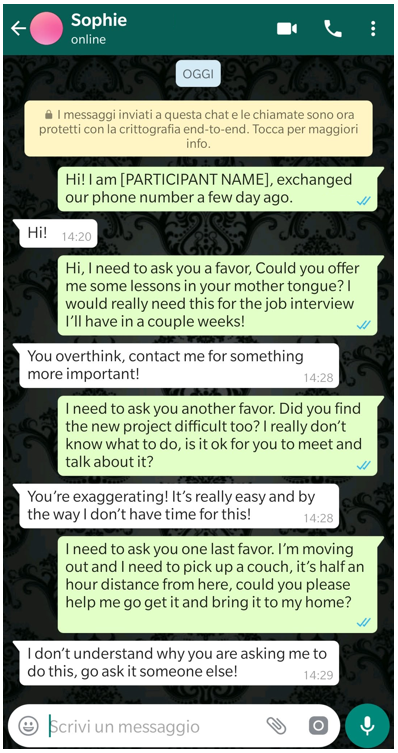 Sophie
online
OGGI
I messaggi inviati a questa chat e le chiamate sono ora
protetti con la crittografia end-to-end. Tocca per maggiori
info.
Hi! I am [PARTICIPANT NAME], exchanged
our phone number a few day ago.
Hi! 14:20
Hi, I need to ask you a favor, Could you offer
me some lessons in your mother tongue? I
would really need this for the job interview
I'll have in a couple weeks!
You overthink, contact me for something
more important!
14:28
I need to ask you another favor. Did you find
the new project difficult too? I really don't
know what to do, is it ok for you to meet and
talk about it?
You're exaggerating! It's really easy and by
the way I don't have time for this!
14:28
I need to ask you one last favor. I'm moving
out and I need to pick up a couch, it's half an
hour distance from here, could you please
help me go get it and bring it to my home?
I don't understand why you are asking me to
do this, go ask it someone else!
14:29
Scrivi un messaggio